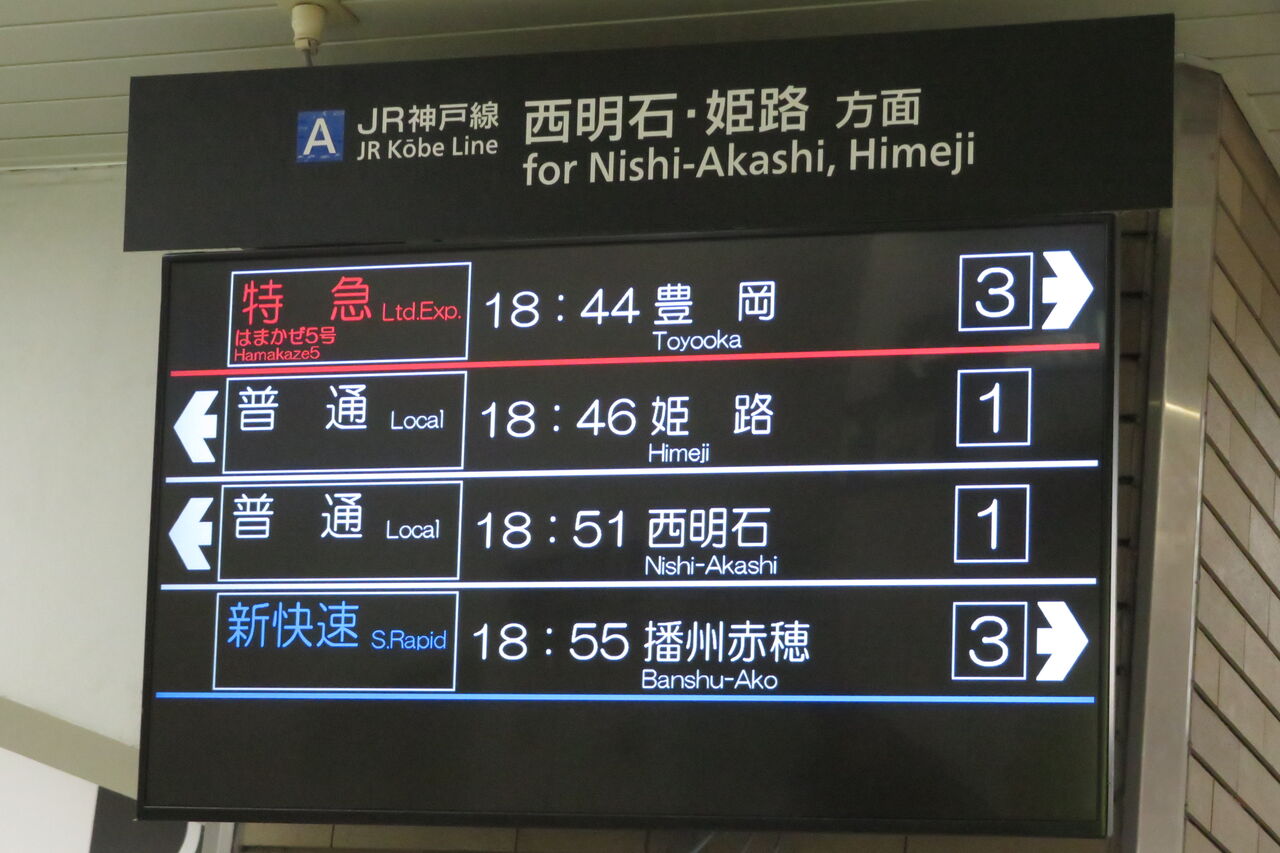 A JR神戸線 西明石・姫路 方面
JR Kōbe Line for Nishi-Akashi, Himeji
特 急 Ltd.Exp. 18:44 豊 岡 3
はまかぜ5号
Hamakaze5 Toyooka
普 通 Local 18:46 姫 路 1
Himeji
普 通 Local 18:51 西明石 1
Nishi-Akashi
新快速 S.Rapid 18:55 播州赤穂 3
Banshu-Ako